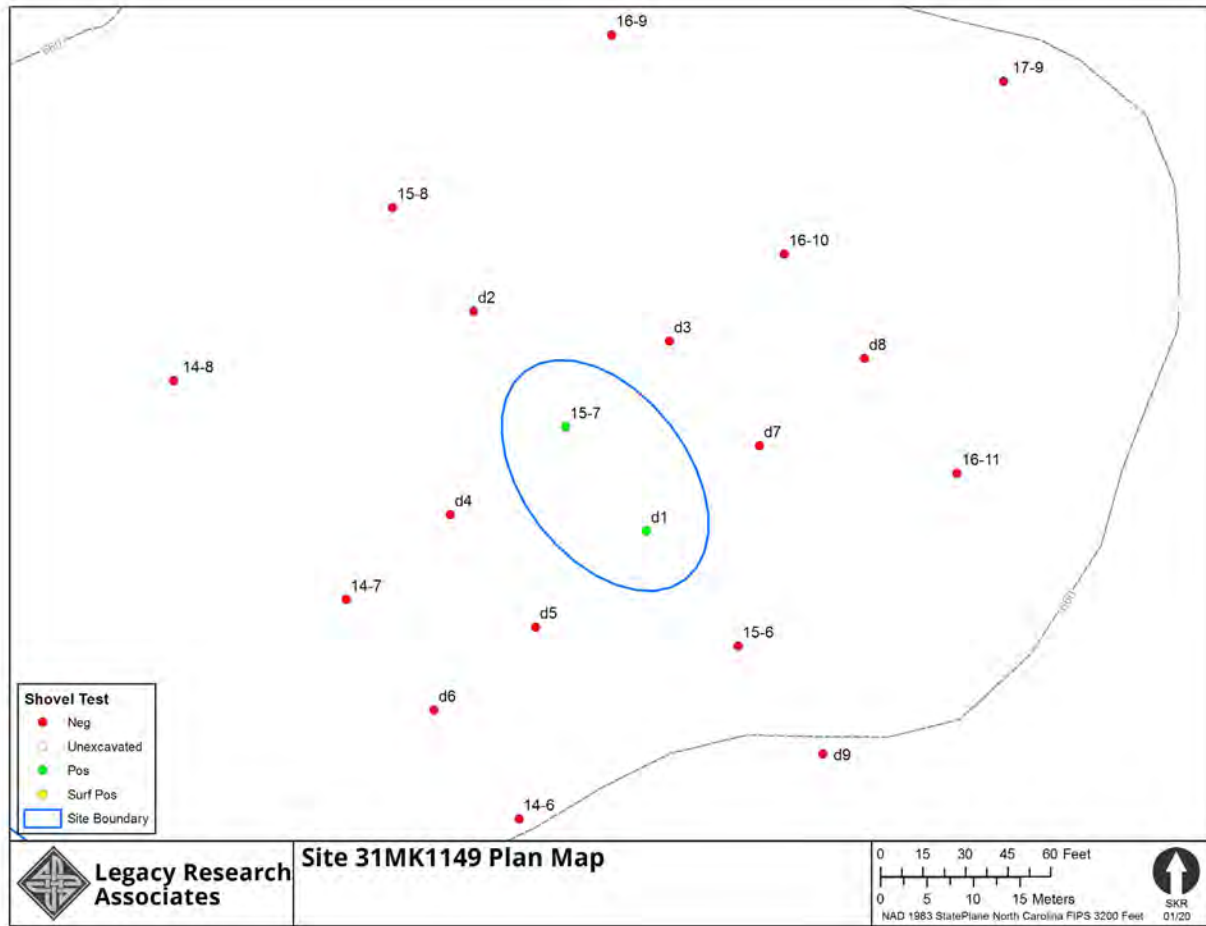 16-9
660
17-9
15-8
16-10
d2
d3
d8
14-8
15-7
d7
16-11
d4
d1
14-7
660
d5
15-6
d6
d9
14-6
Shovel Test
Neg
Unexcavated
Pos
Surf Pos
Site Boundary
Legacy Research
Associates
Site 31MK1149 Plan Map
0 15 30 45 60 Feet
0 5 10 15 Meters
NAD 1983 StatePlane North Carolina FIPS 3200 Feet
SKR
01/20